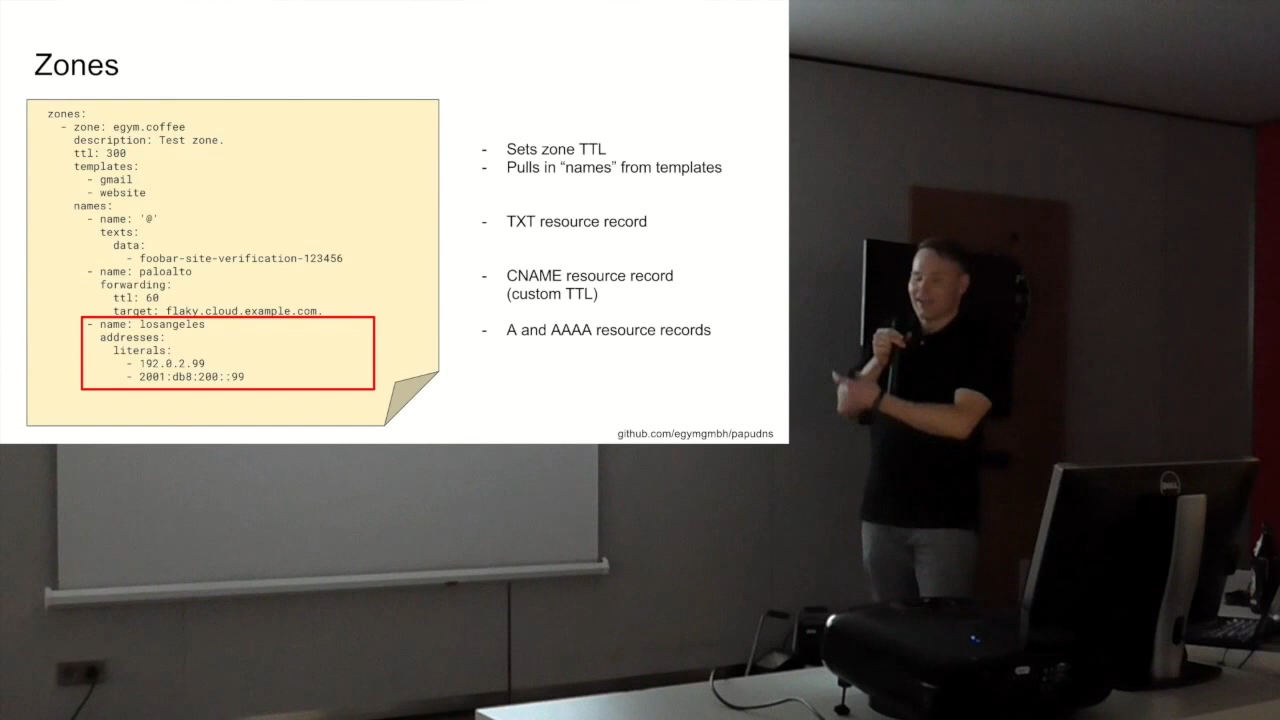 Zones
zones:
- zone: egym.coffee
description: Test zone.
ttl: 300
templates:
- gmail
- website
names:
- name: '@'
texts:
data:
- foobar-site-verification-123456
- name: paloalto
forwarding:
ttl: 60
target: flaky.cloud.example.com.
- name: losangeles
addresses:
literals:
- 192.0.2.99
- 2001:db8:200::99
- Sets zone TTL
- Pulls in “names” from templates
- TXT resource record
- CNAME resource record
(custom TTL)
- A and AAAA resource records
github.com/egymgmbh/papudns
DELL